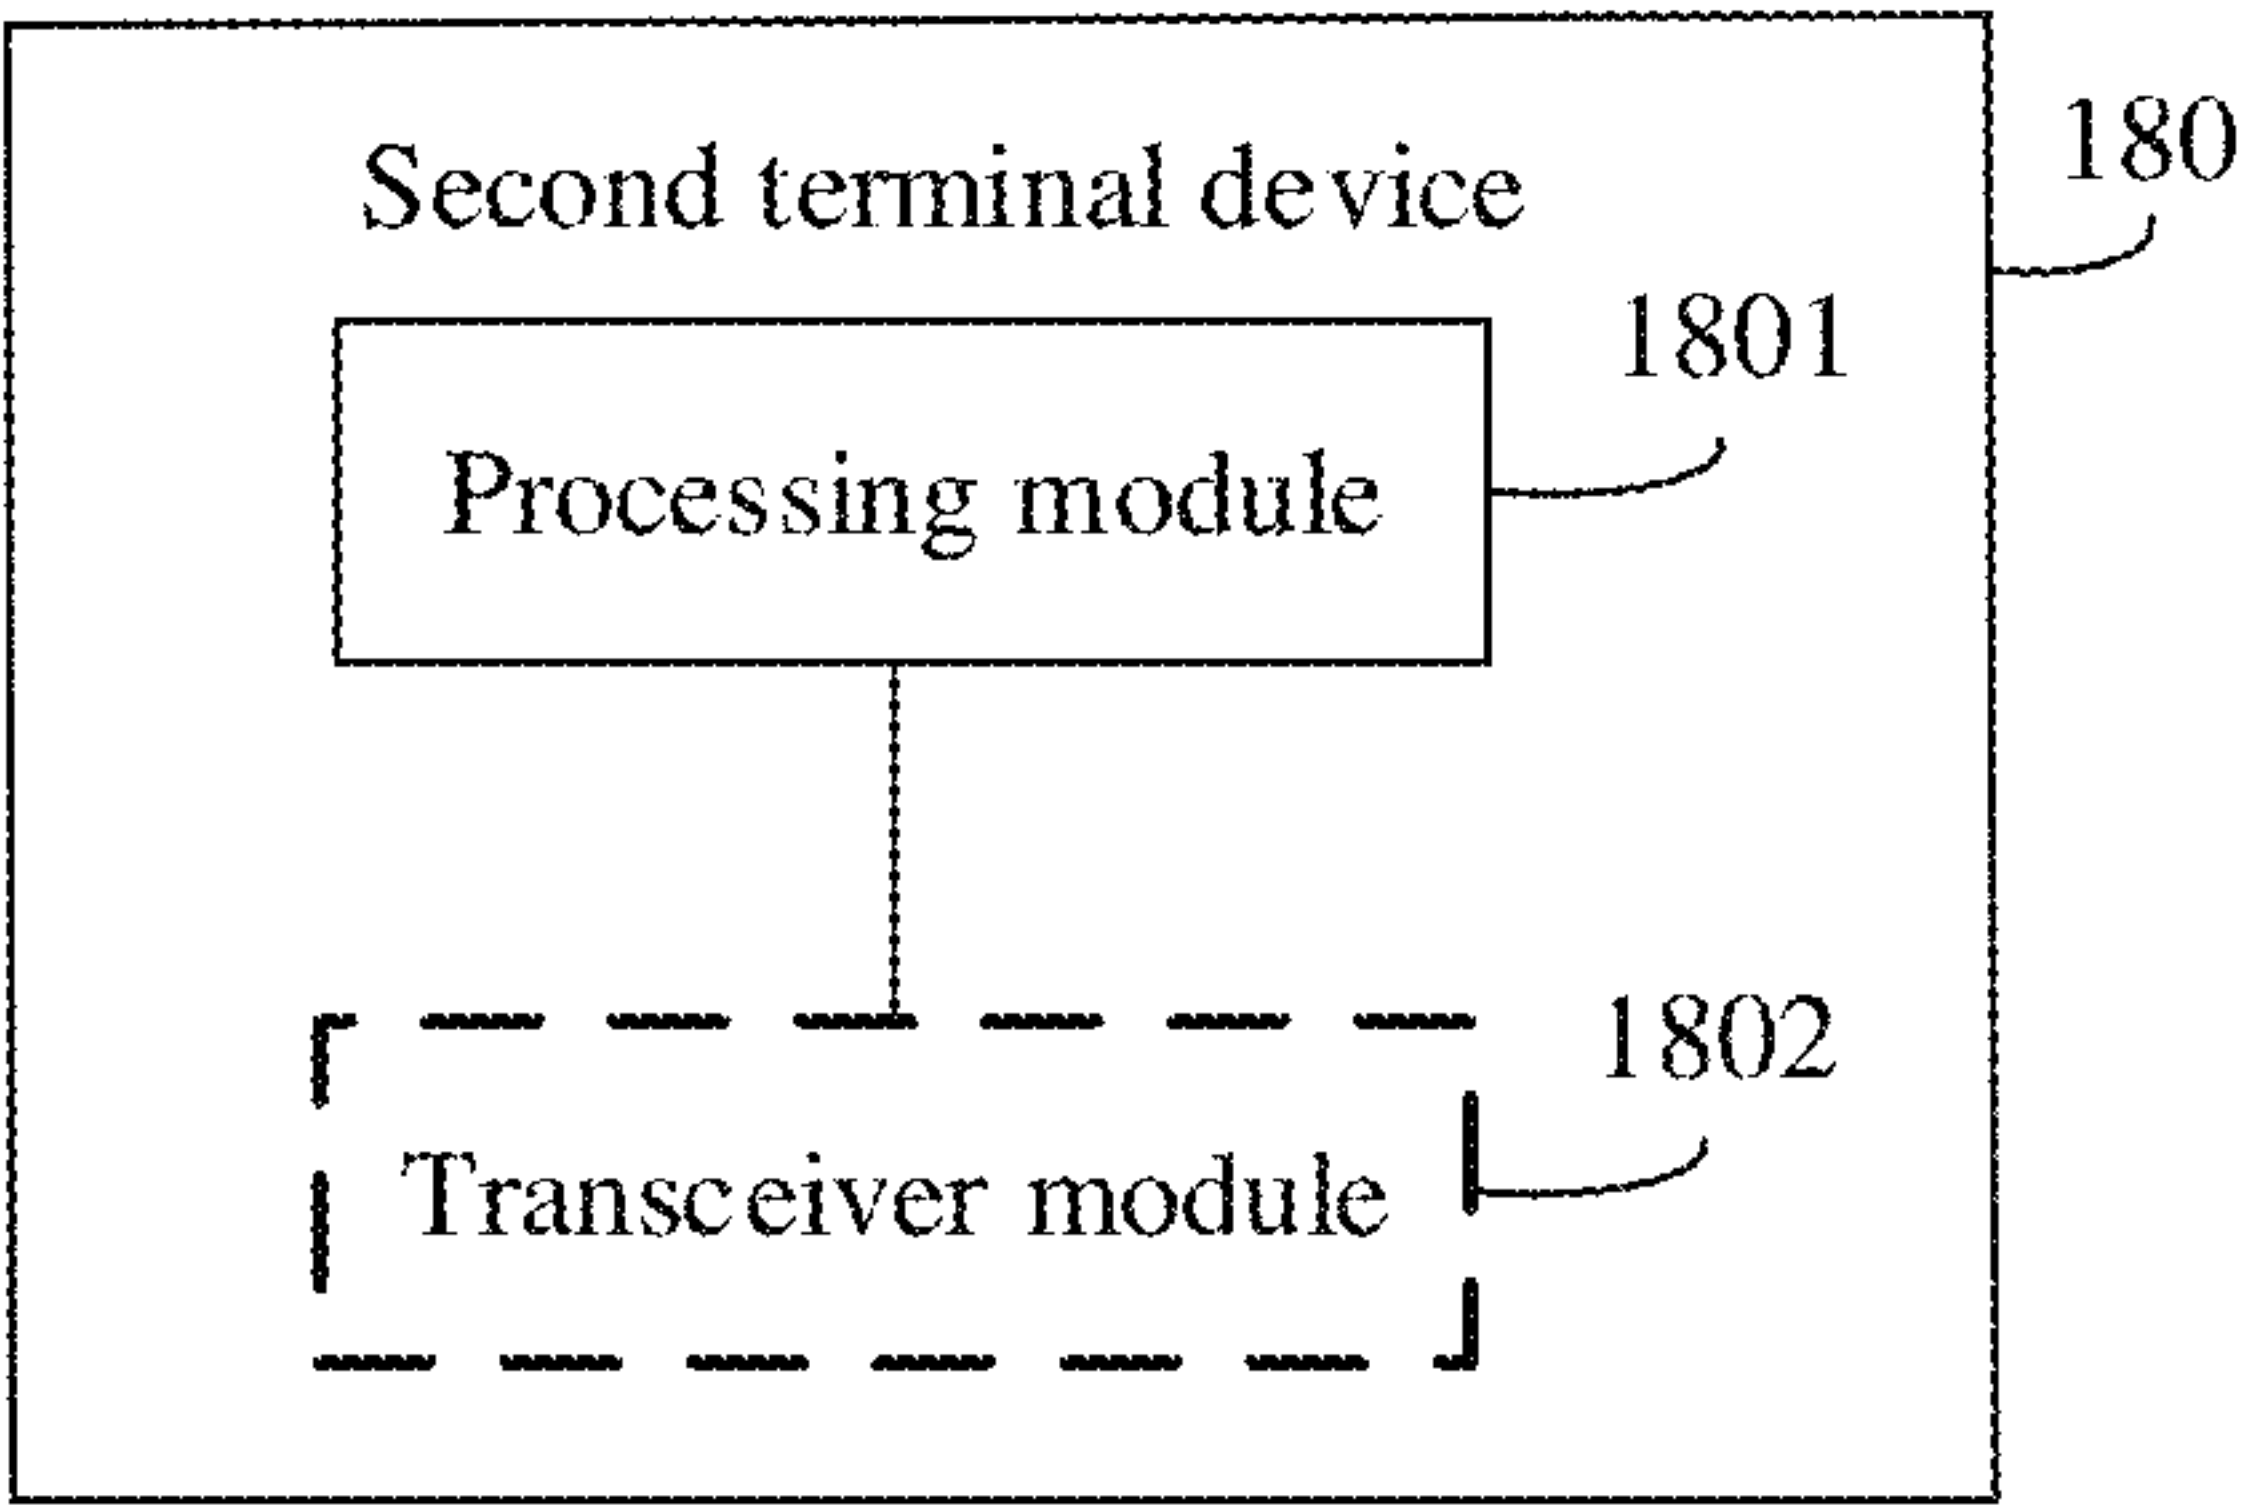 180
Second terminal device
1801
Processing module
1802
Transceiver module